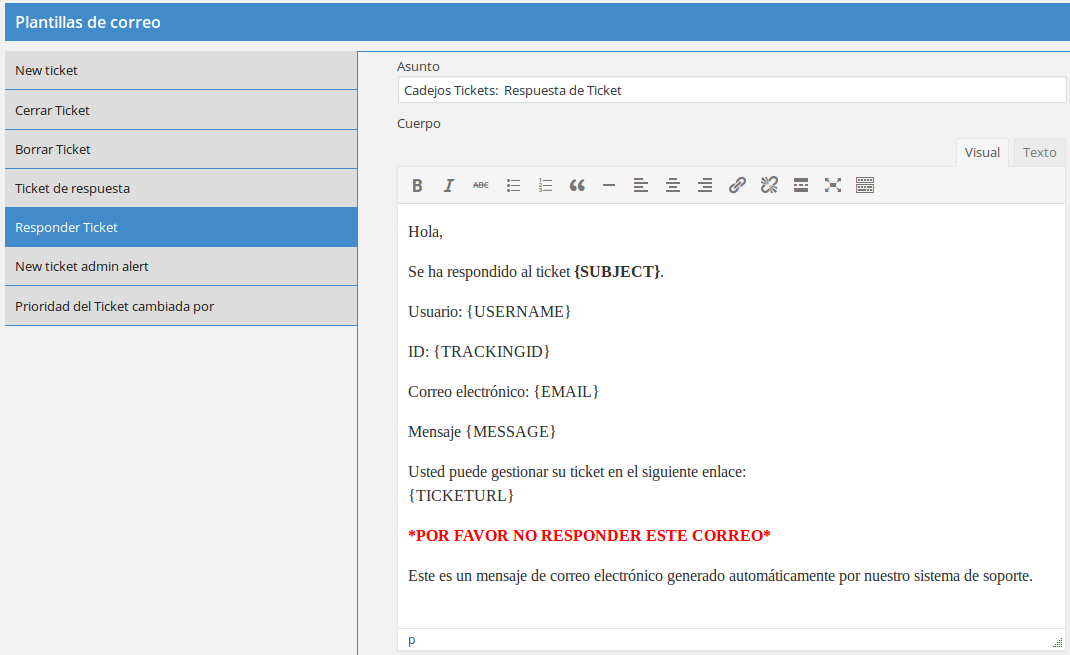 Plantillas de correo
New ticket
Cerrar Ticket
Borrar Ticket
Ticket de respuesta
Responder Ticket
New ticket admin alert
Prioridad del Ticket cambiada por
Asunto
Cadejos Tickets: Respuesta de Ticket
Cuerpo
Visual Texto
B I ABC
Hola,
Se ha respondido al ticket {SUBJECT}.
Usuario: {USERNAME}
ID: {TRACKINGID}
Correo electrónico: {EMAIL}
Mensaje {MESSAGE}
Usted puede gestionar su ticket en el siguiente enlace:
{TICKETURL}
*POR FAVOR NO RESPONDER ESTE CORREO*
Este es un mensaje de correo electrónico generado automáticamente por nuestro sistema de soporte.
p